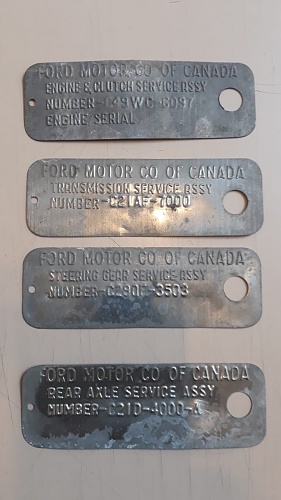 FORD MOTOR CO OF CANADA
ENGINE & CLUTCH SERVICE ASSY
NUMBER-C49WC-6097
ENGINE SERIAL
FORD MOTOR CO OF CANADA
TRANSMISSION SERVICE ASSY
NUMBER-C21AF-7000
FORD MOTOR CO OF CANADA
STEERING GEAR SERVICE ASSY
NUMBER-C290F-3503
FORD MOTOR CO OF CANADA
REAR AXLE SERVICE ASSY
NUMBER-C21D-4000-A